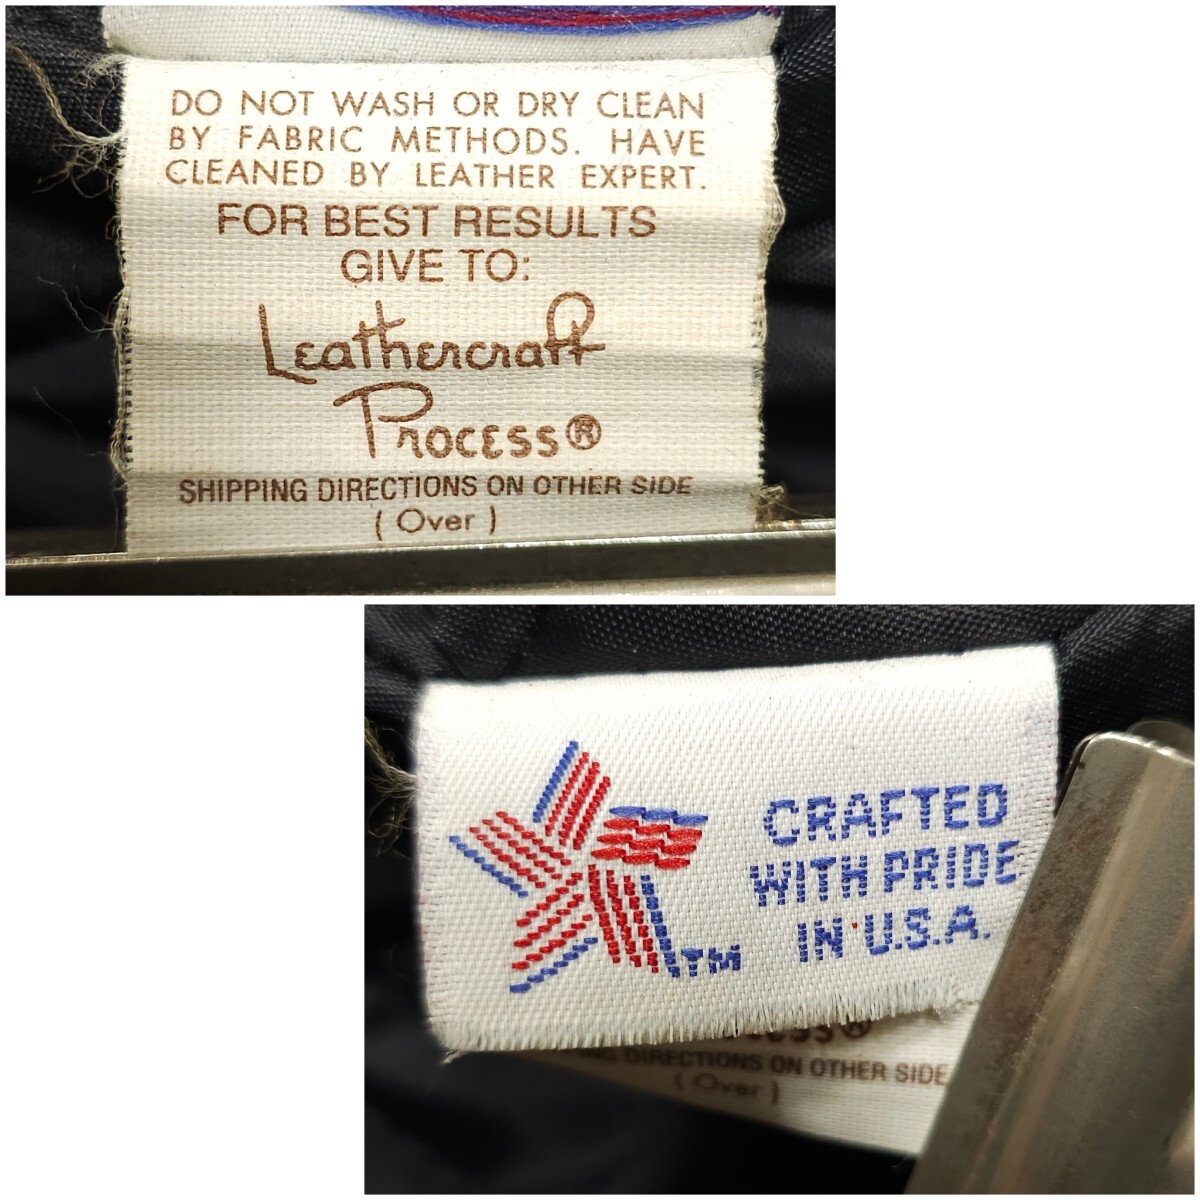 DO NOT WASH OR DRY CLEAN
BY FABRIC METHODS. HAVE
CLEANED BY LEATHER EXPERT.
FOR BEST RESULTS
GIVE TO:
Leathercraft
Process®
SHIPPING DIRECTIONS ON OTHER SIDE
(Over)
CRAFTED
WITH PRIDE
IN U.S.A.
TM
DIRECTIONS ON OTHER SIDE
(Over)